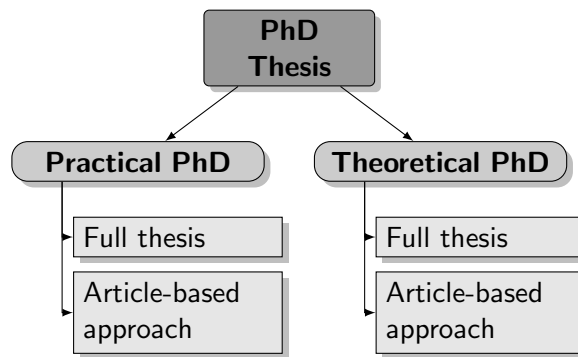 PhD
Thesis
Practical PhD
Theoretical PhD
Full thesis
Full thesis
Article-based
approach
Article-based
approach